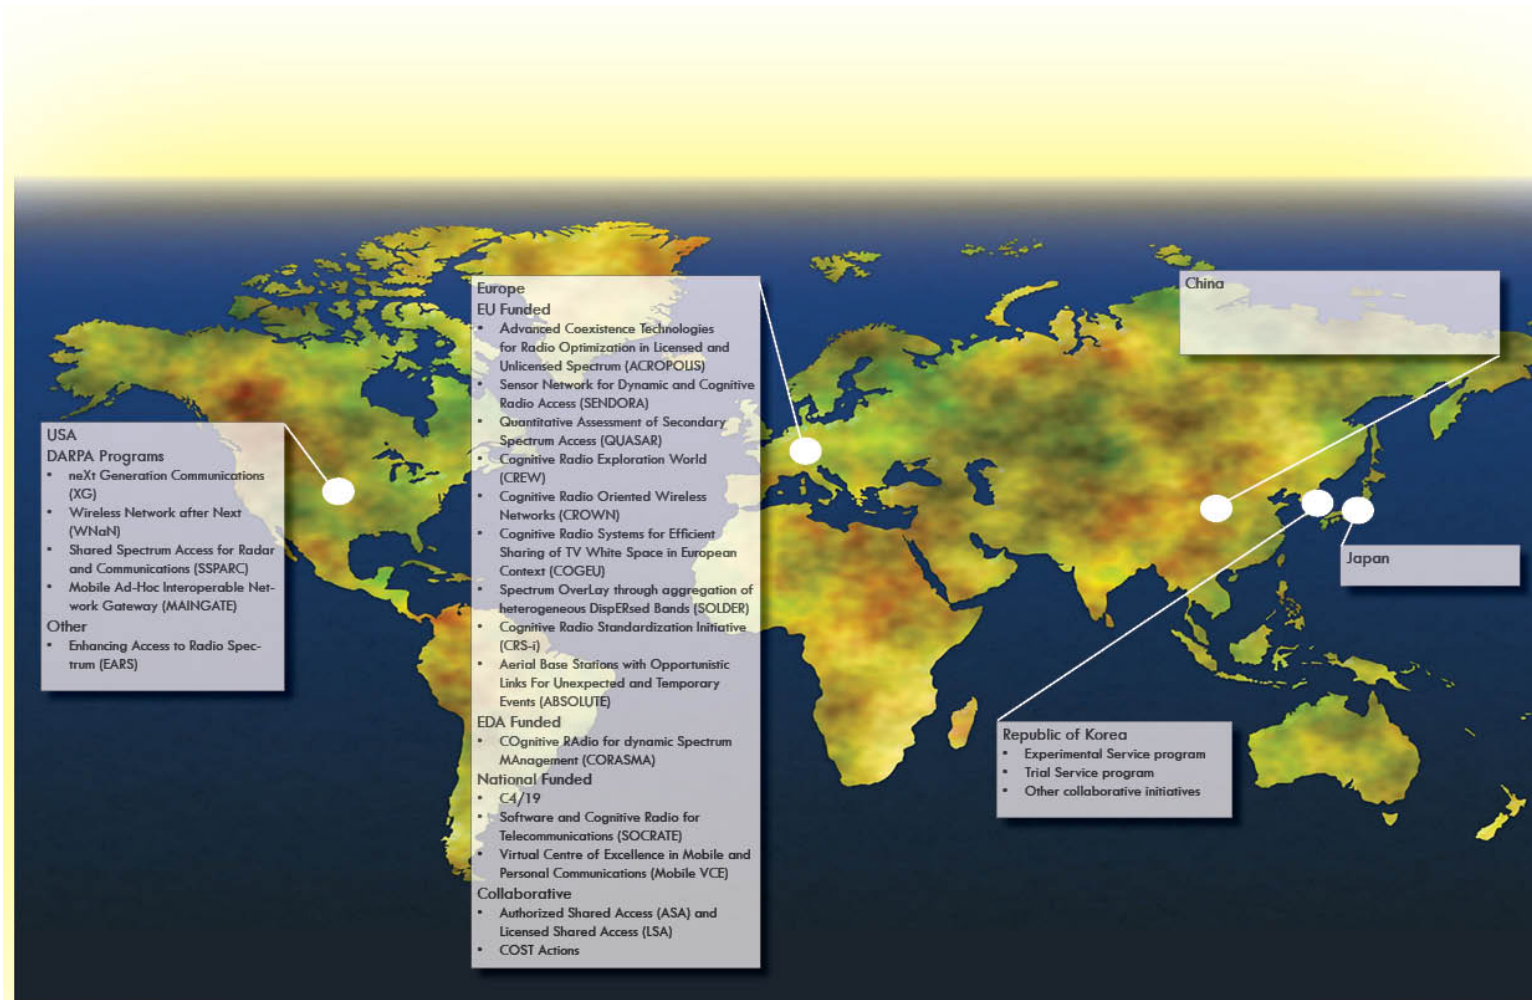 USA
DARPA Programs
• neXt Generation Communications
(XG)
• Wireless Network after Next
(WNaN)
• Shared Spectrum Access for Radar
and Communications (SSPARC)
• Mobile Ad-Hoc Interoperable Net-
work Gateway (MAINGATE)
Other
• Enhancing Access to Radio Spec-
trum (EARS)
Europe
EU Funded
• Advanced Coexistence Technologies
for Radio Optimization in Licensed and
Unlicensed Spectrum (ACROPOLIS)
• Sensor Network for Dynamic and Cognitive
Radio Access (SENDORA)
• Quantitative Assessment of Secondary
Spectrum Access (QUASAR)
• Cognitive Radio Exploration World
(CREW)
• Cognitive Radio Oriented Wireless
Networks (CROWN)
• Cognitive Radio Systems for Efficient
Sharing of TV White Space in European
Context (COGEU)
• Spectrum OverLay through aggregation of
heterogeneous DispERsed Bands (SOLDER)
• Cognitive Radio Standardization Initiative
(CRS-i)
• Aerial Base Stations with Opportunistic
Links For Unexpected and Temporary
Events (ABSOLUTE)
EDA Funded
• COgnitive RAdio for dynamic Spectrum
MAnagement (CORASMA)
National Funded
• C4/19
• Software and Cognitive Radio for
Telecommunications (SOCRATE)
• Virtual Centre of Excellence in Mobile and
Personal Communications (Mobile VCE)
Collaborative
• Authorized Shared Access (ASA) and
Licensed Shared Access (LSA)
• COST Actions
China
Japan
Republic of Korea
• Experimental Service program
• Trial Service program
• Other collaborative initiatives